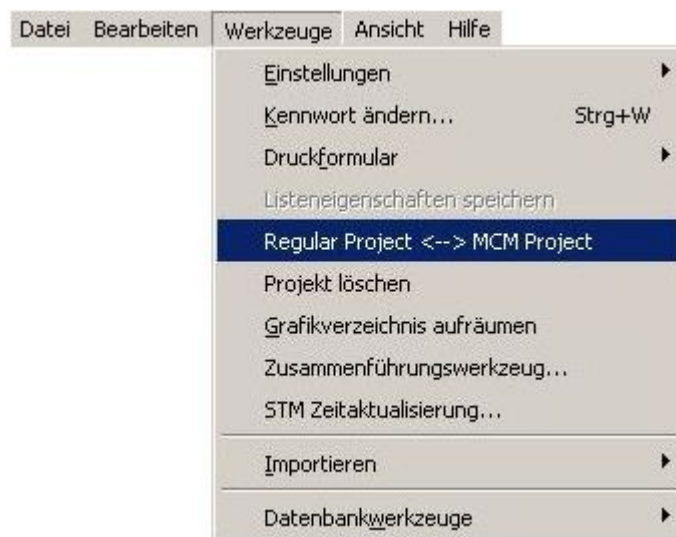 Datei Bearbeiten Werkzeuge Ansicht Hilfe
Einstellungen
Kennwort ändern... Strg+W
Druckformular
Listeneigenschaften speichern
Regular Project <--> MCM Project
Projekt löschen
Grafikverzeichnis aufräumen
Zusammenführungswerkzeug...
STM Zeitaktualisierung...
Importieren
Datenbankwerkzeuge